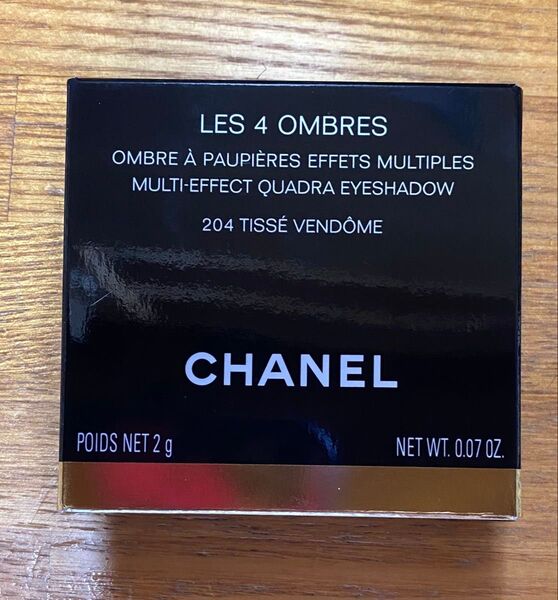 LES 4 OMBRES
OMBRE À PAUPIÈRES EFFETS MULTIPLES
MULTI-EFFECT QUADRA EYESHADOW
204 TISSÉ VENDÔME
CHANEL
POIDS NET 2 g NET WT. 0.07 OZ.